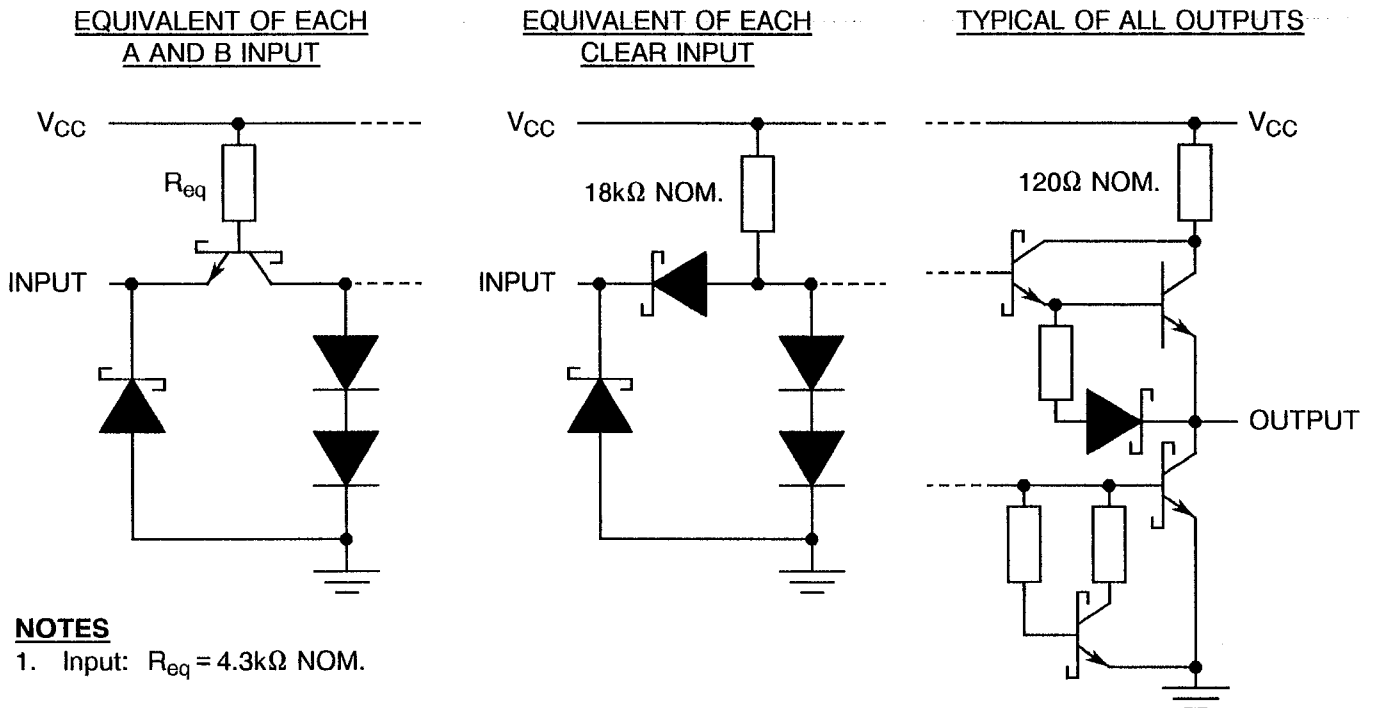 EQUIVALENT OF EACH
A AND B INPUT
VCC
Req
INPUT
EQUIVALENT OF EACH
CLEAR INPUT
VCC
18kΩ NOM.
INPUT
TYPICAL OF ALL OUTPUTS
VCC
120Ω NOM.
OUTPUT
NOTES
1. Input: Req = 4.3kΩ NOM.